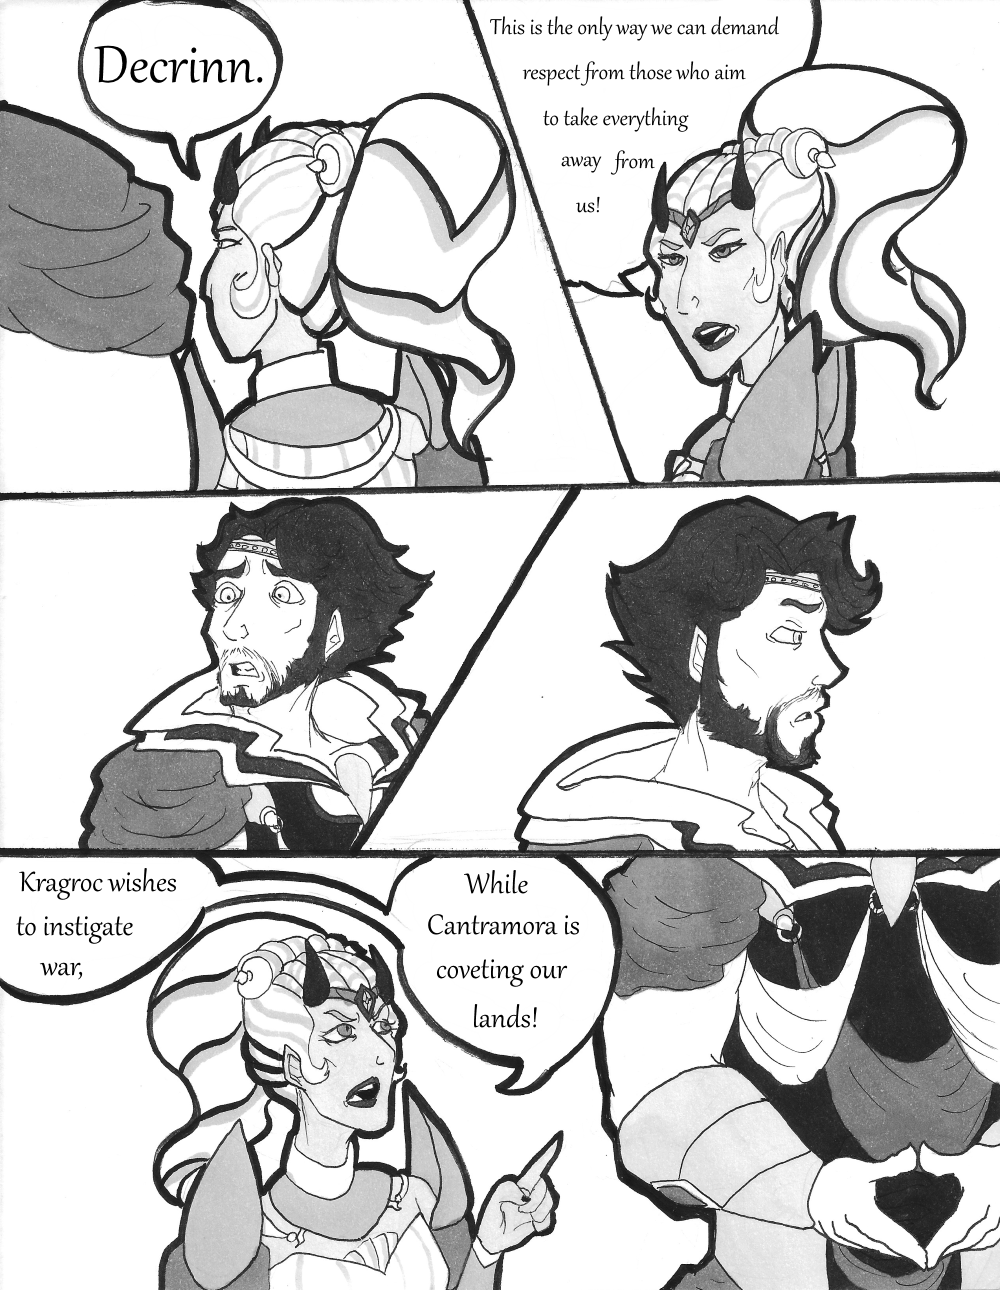 Decrinn.
This is the only way we can demand
respect from those who aim
to take everything
away from
us!
Kragroc wishes
to instigate
war,
While
Cantramora is
coveting our
lands!